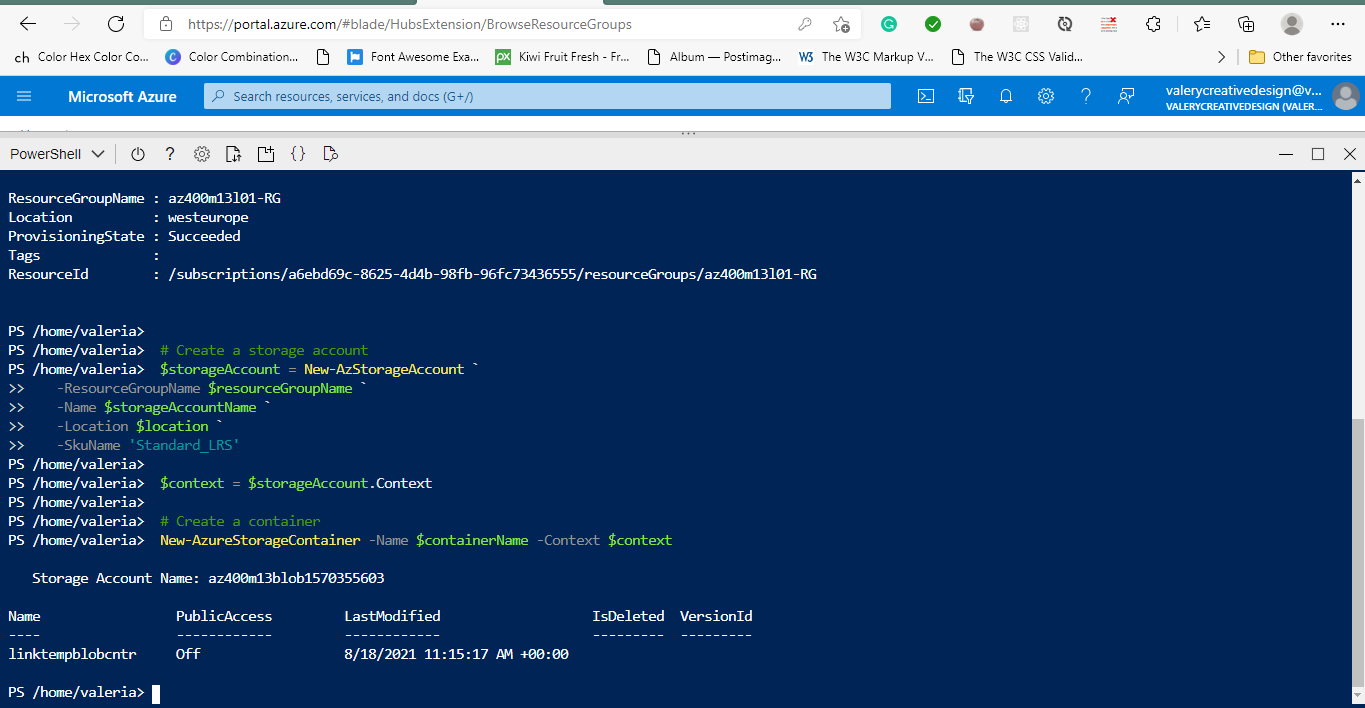 https://portal.azure.com/#blade/HubsExtension/BrowseResourceGroups
ch Color Hex Color Co... Color Combination... Font Awesome Exa... Kiwi Fruit Fresh - Fr... Album — Postimag... The W3C Markup V... The W3C CSS Valid... Other favorites
Microsoft Azure
Search resources, services, and docs (G+/)
valerycreativedesign@v...
VALERYCREATIVEDESIGN (VALER...
PowerShell
ResourceGroupName : az400m13l01-RG
Location          : westeurope
ProvisioningState : Succeeded
Tags              :
ResourceId        : /subscriptions/a6ebd69c-8625-4d4b-98fb-96fc73436555/resourceGroups/az400m13l01-RG
PS /home/valeria>
PS /home/valeria>  # Create a storage account
PS /home/valeria>  $storageAccount = New-AzStorageAccount `
>>    -ResourceGroupName $resourceGroupName `
>>    -Name $storageAccountName `
>>    -Location $location `
>>    -SkuName 'Standard_LRS'
PS /home/valeria>
PS /home/valeria>  $context = $storageAccount.Context
PS /home/valeria>
PS /home/valeria>  # Create a container
PS /home/valeria>  New-AzureStorageContainer -Name $containerName -Context $context
Storage Account Name: az400m13blob1570355603
Name                 PublicAccess         LastModified                   IsDeleted  VersionId
----                 ------------         ------------                   ---------  ---------
linktempblobcntr     Off                  8/18/2021 11:15:17 AM +00:00
PS /home/valeria>